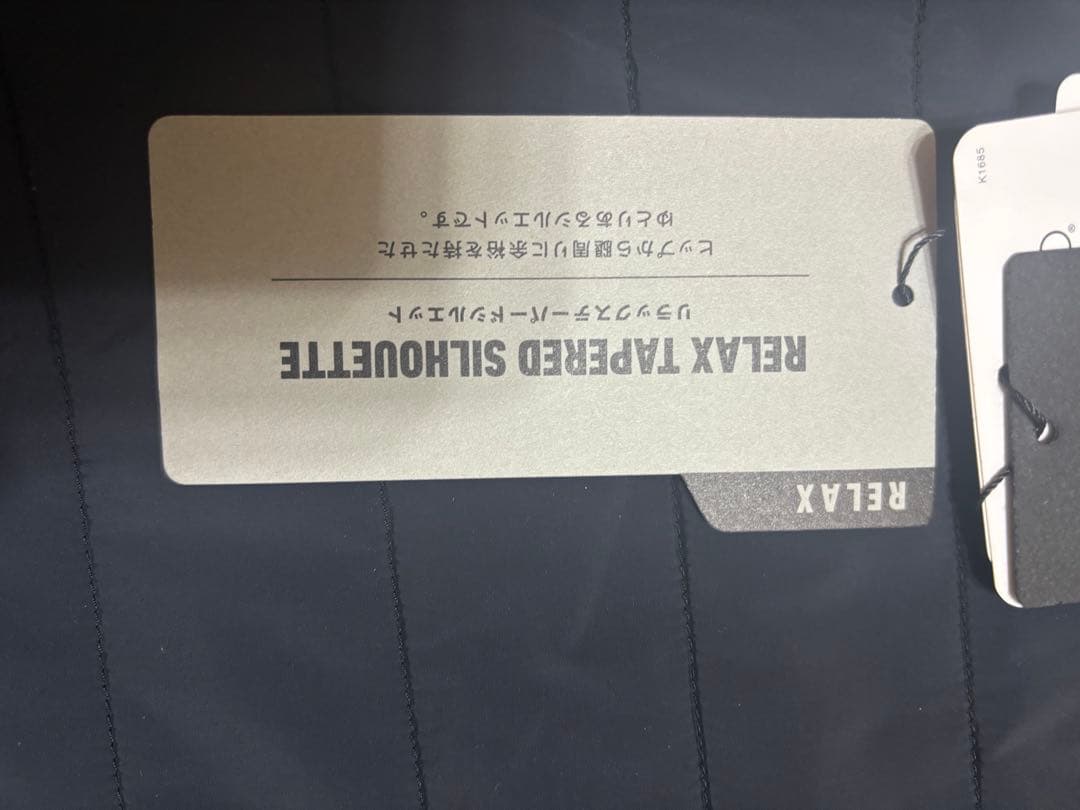 RELAX
RELAX TAPERED SILHOUETTE
リラックステーパードシルエット
ヒップから腿周りに余裕を持たせた
ゆとりあるシルエットです。
K1685
®